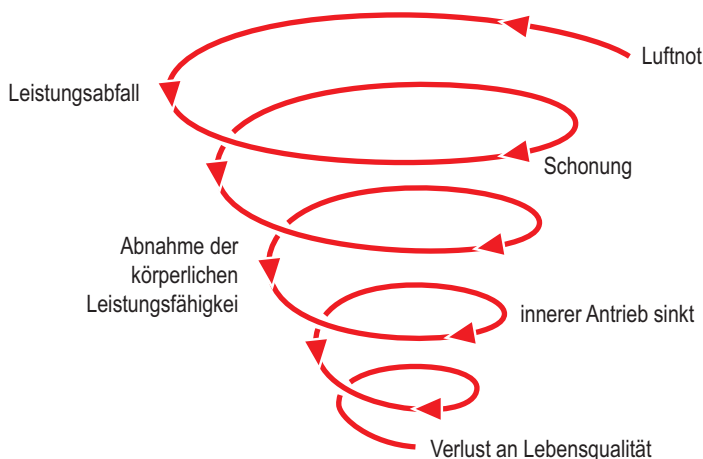 Luftnot
Leistungsabfall
Schonung
Abnahme der
körperlichen
Leistungsfähigkei
innerer Antrieb sinkt
Verlust an Lebensqualität